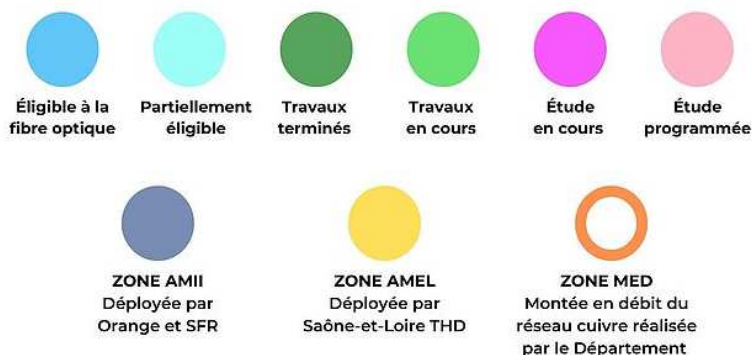 Éligible à la
fibre optique
Partiellement
éligible
Travaux
terminés
Travaux
en cours
Étude
en cours
Étude
programmée
ZONE AMII
Déployée par
Orange et SFR
ZONE AMEL
Déployée par
Saône-et-Loire THD
ZONE MED
Montée en débit du
réseau cuivre réalisée
par le Département